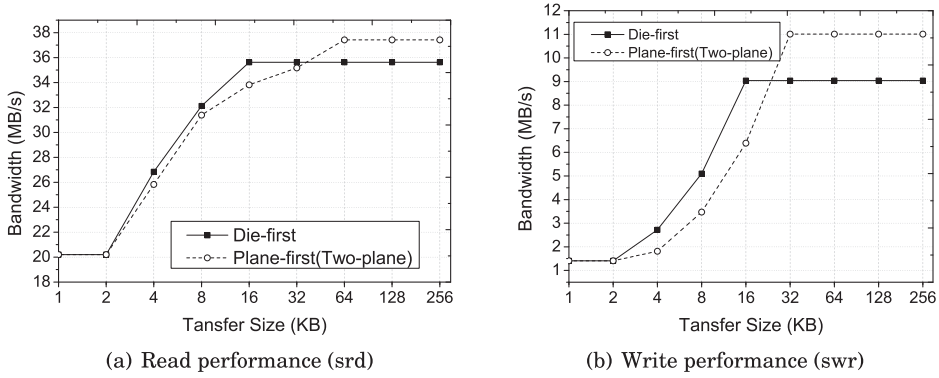 38
36
34
32
30
28
26
24
22
20
18
Bandwidth (MB/s)
Die-first
Plane-first(Two-plane)
1 2 4 8 16 32 64 128 256
Tansfer Size (KB)
(a) Read performance (srd)
12
11
10
9
8
7
6
5
4
3
2
1
Bandwidth (MB/s)
Die-first
Plane-first(Two-plane)
1 2 4 8 16 32 64 128 256
Tansfer Size (KB)
(b) Write performance (swr)